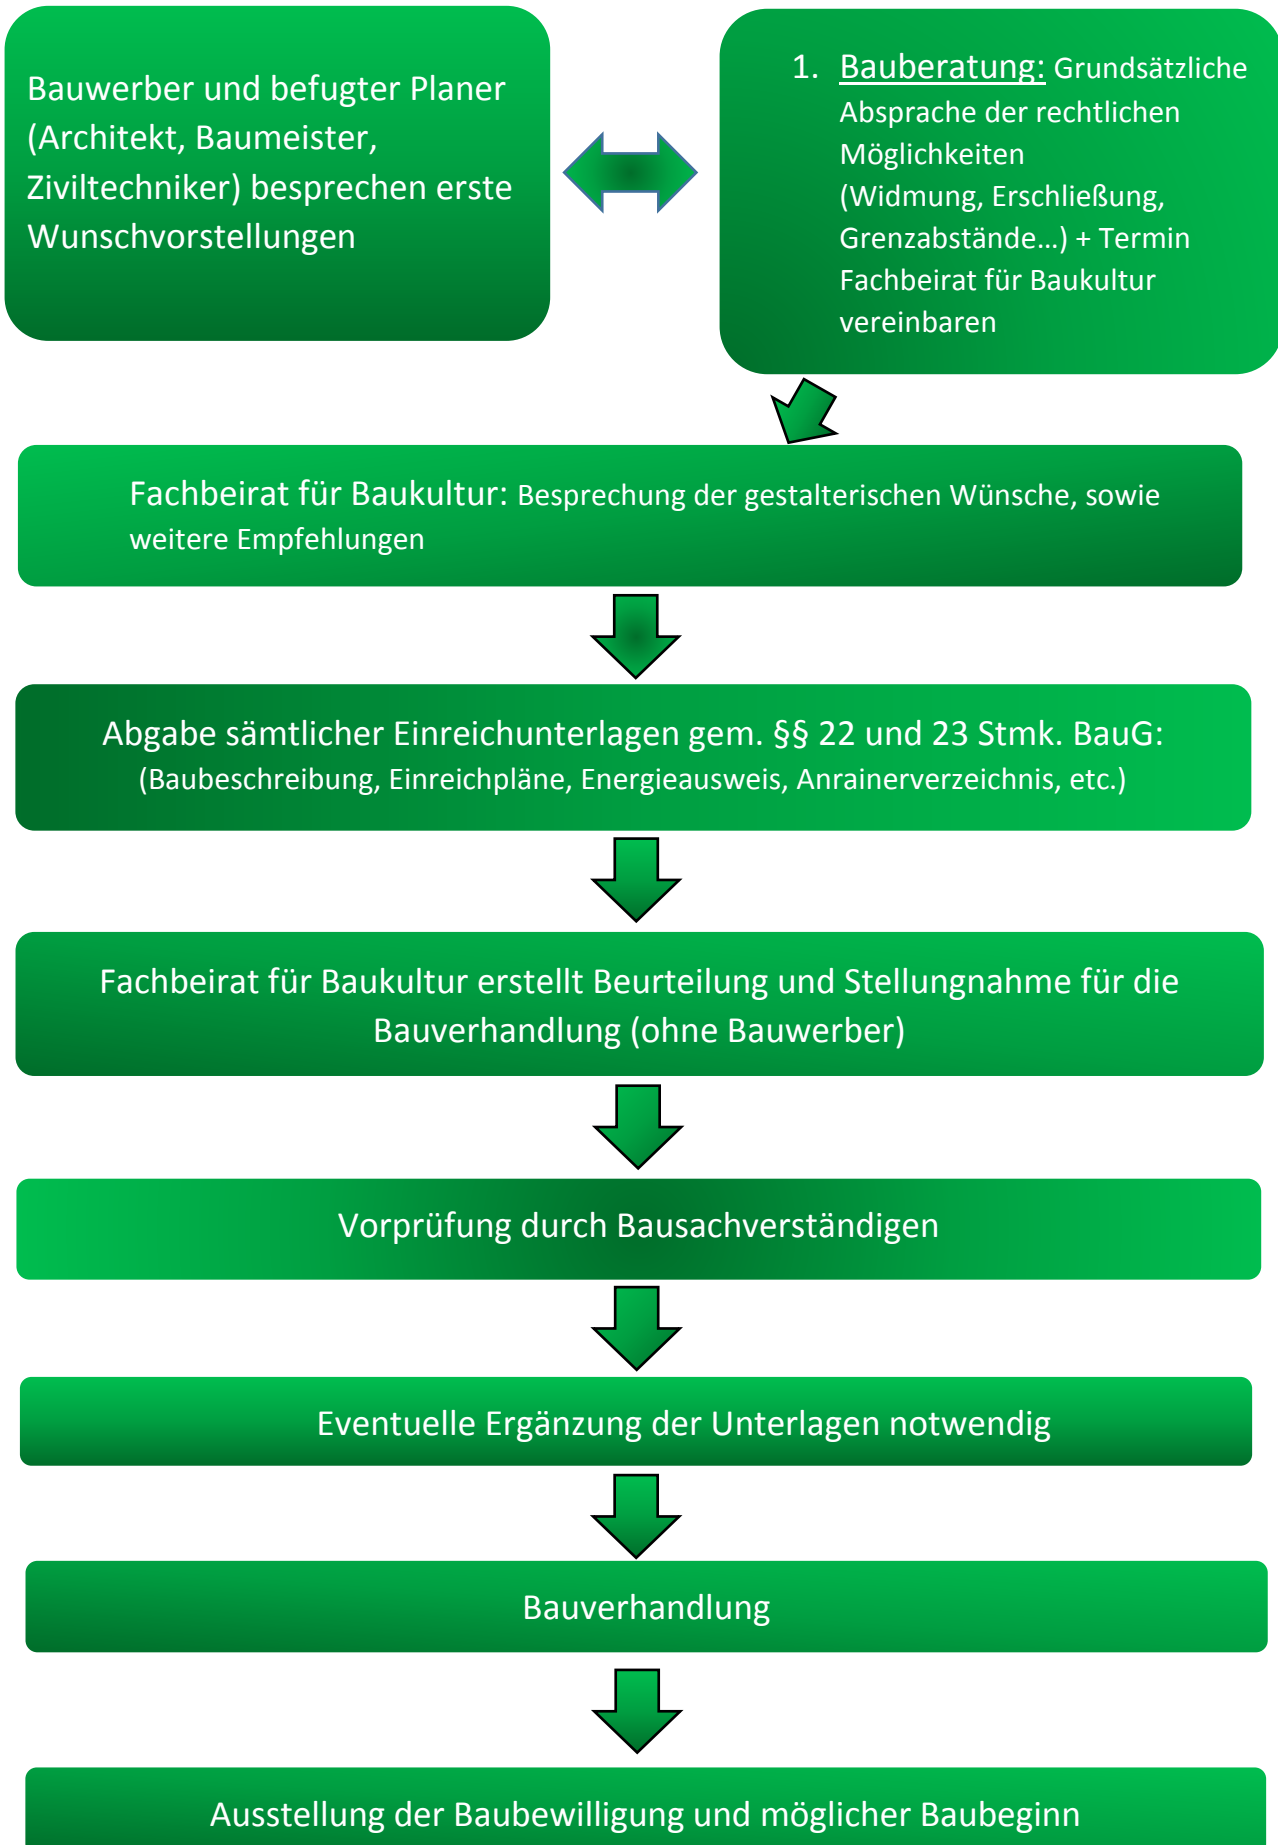 Bauwerber und befugter Planer
(Architekt, Baumeister,
Ziviltechniker) besprechen erste
Wunschvorstellungen
1. Bauberatung: Grundsätzliche
Absprache der rechtlichen
Möglichkeiten
(Widmung, Erschließung,
Grenzabstände…) + Termin
Fachbeirat für Baukultur
vereinbaren
Fachbeirat für Baukultur: Besprechung der gestalterischen Wünsche, sowie
weitere Empfehlungen
Abgabe sämtlicher Einreichunterlagen gem. §§ 22 und 23 Stmk. BauG:
(Baubeschreibung, Einreichpläne, Energieausweis, Anrainerverzeichnis, etc.)
Fachbeirat für Baukultur erstellt Beurteilung und Stellungnahme für die
Bauverhandlung (ohne Bauwerber)
Vorprüfung durch Bausachverständigen
Eventuelle Ergänzung der Unterlagen notwendig
Bauverhandlung
Ausstellung der Baubewilligung und möglicher Baubeginn